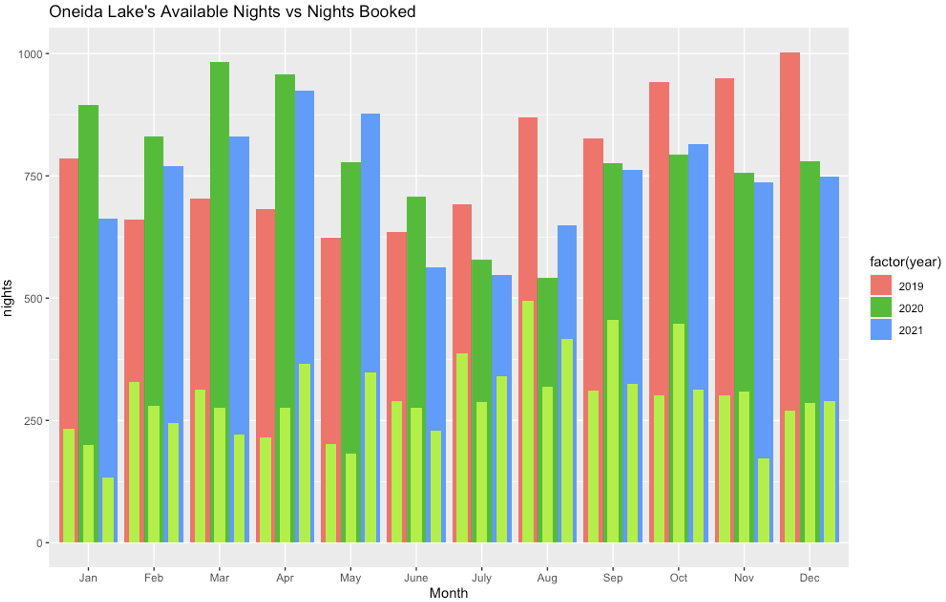 Oneida Lake's Available Nights vs Nights Booked
1000
750
500
250
0
nights
Jan Feb Mar Apr May June July Aug Sep Oct Nov Dec
Month
factor(year)
2019
2020
2021